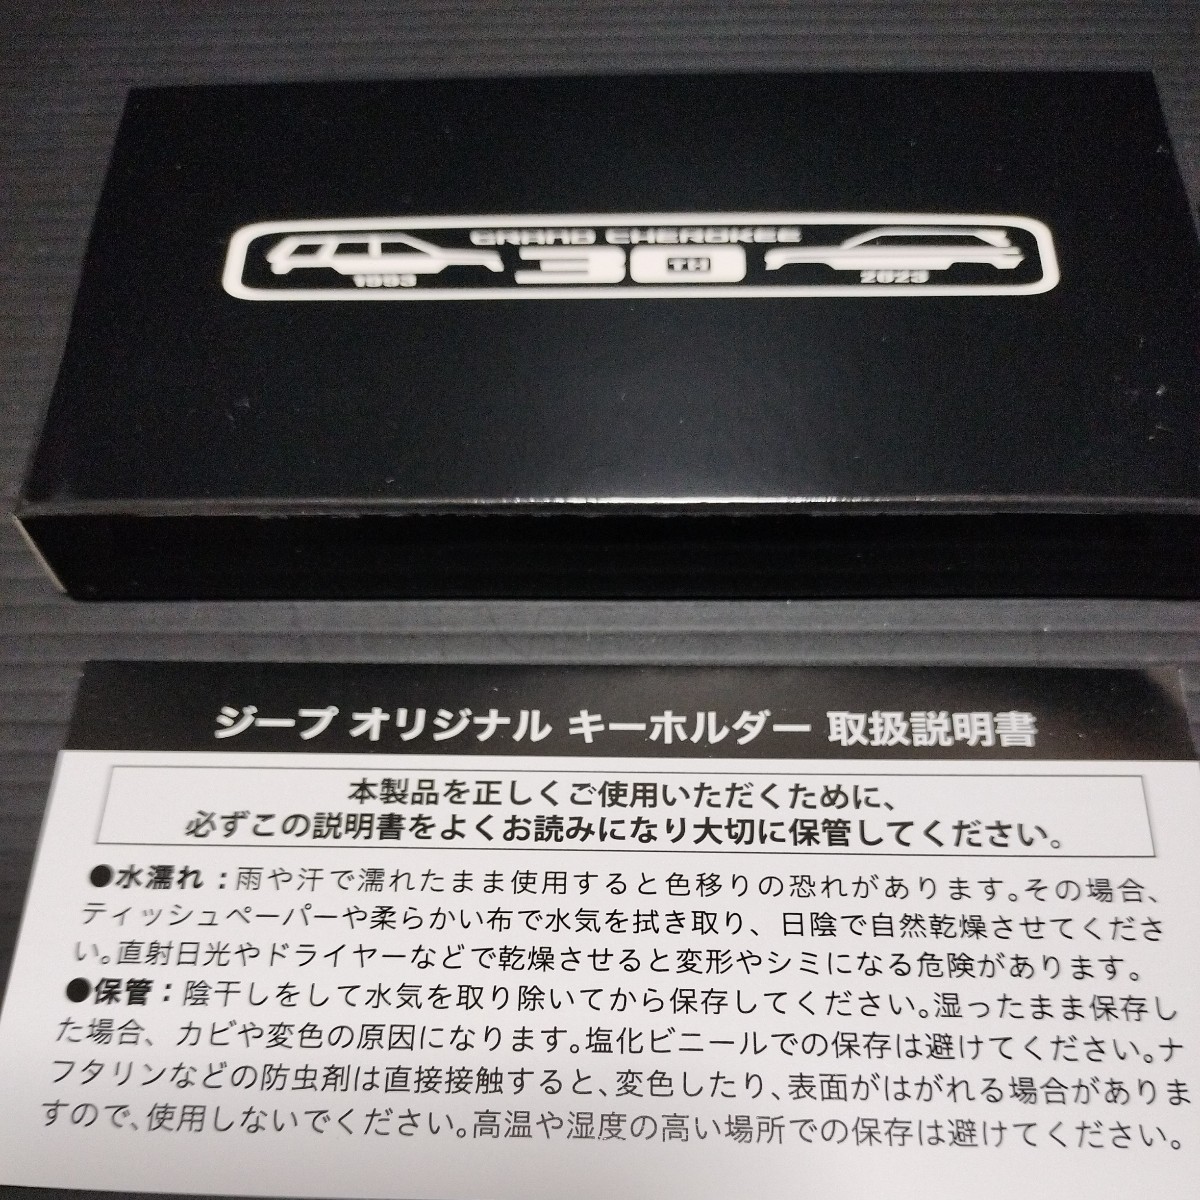 GRAND CHEROKEE
1993 30TH 2023
ジープ オリジナル キーホルダー 取扱説明書
本製品を正しくご使用いただくために、
必ずこの説明書をよくお読みになり大切に保管してください。
●水濡れ：雨や汗で濡れたまま使用すると色移りの恐れがあります。その場合、
ティッシュペーパーや柔らかい布で水気を拭き取り、日陰で自然乾燥させてくださ
い。直射日光やドライヤーなどで乾燥させると変形やシミになる危険があります。
●保管：陰干しをして水気を取り除いてから保存してください。湿ったまま保存し
た場合、カビや変色の原因になります。塩化ビニールでの保存は避けてください。ナ
フタリンなどの防虫剤は直接接触すると、変色したり、表面がはがれる場合がありま
すので、使用しないでください。高温や湿度の高い場所での保存は避けてください。